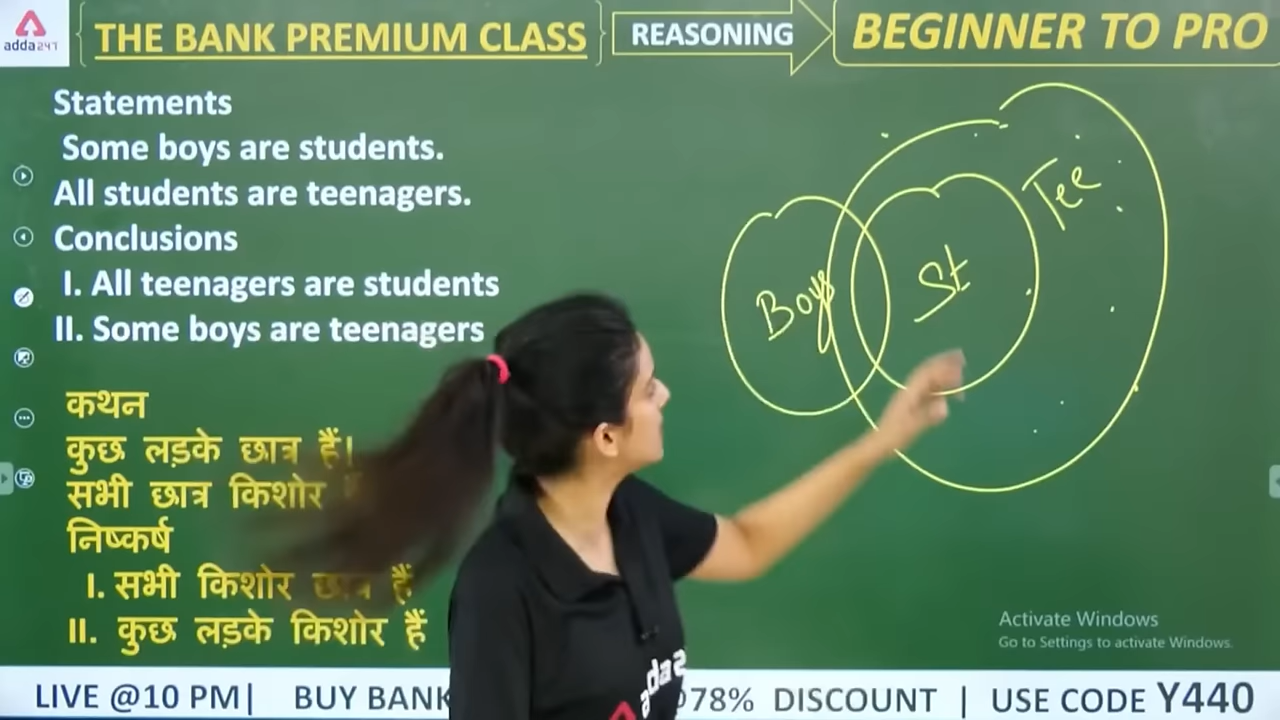 adda247
THE BANK PREMIUM CLASS
REASONING
BEGINNER TO PRO
Statements
Some boys are students.
All students are teenagers.
Conclusions
I. All teenagers are students
II. Some boys are teenagers
कथन
कुछ लड़के छात्र हैं।
सभी छात्र किशोर
निष्कर्ष
I. सभी किशोर छात्र हैं
II. कुछ लड़के किशोर हैं
Boys
St
Tee
Activate Windows
Go to Settings to activate Windows.
LIVE @10 PM| BUY BANK 78% DISCOUNT | USE CODE Y440